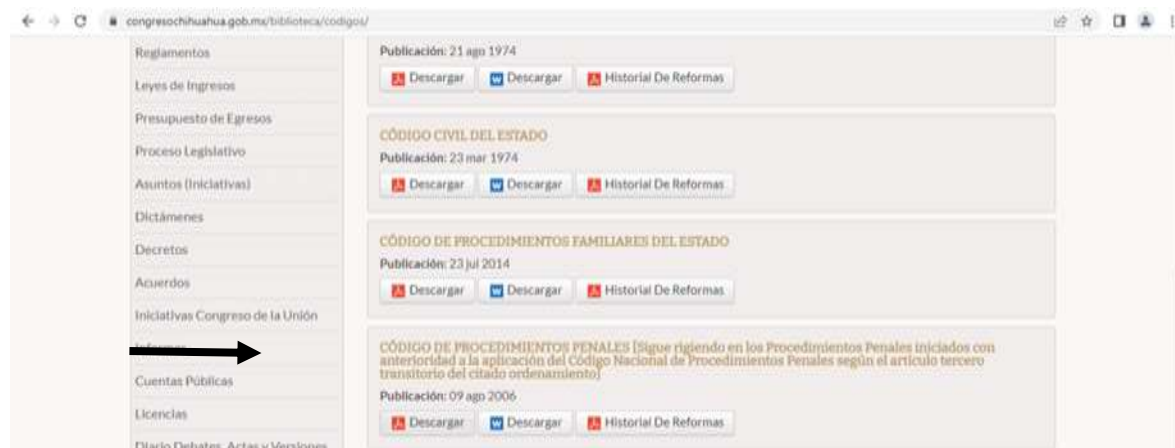 congresochihuahua.gob.mx/biblioteca/codigos/
Reglamentos
Leyes de Ingresos
Presupuesto de Egresos
Proceso Legislativo
Asuntos (Iniciativas)
Dictámenes
Decretos
Acuerdos
Iniciativas Congreso de la Unión
Informes
Cuentas Públicas
Licencias
Diario Debates, Actas y Versiones
Publicación: 21 ago 1974
Descargar Descargar Historial De Reformas
CÓDIGO CIVIL DEL ESTADO
Publicación: 23 mar 1974
Descargar Descargar Historial De Reformas
CÓDIGO DE PROCEDIMIENTOS FAMILIARES DEL ESTADO
Publicación: 23 jul 2014
Descargar Descargar Historial De Reformas
CÓDIGO DE PROCEDIMIENTOS PENALES [Sigue rigiendo en los Procedimientos Penales iniciados con
anterioridad a la aplicación del Código Nacional de Procedimientos Penales según el artículo tercero
transitorio del citado ordenamiento]
Publicación: 09 ago 2006
Descargar Descargar Historial De Reformas